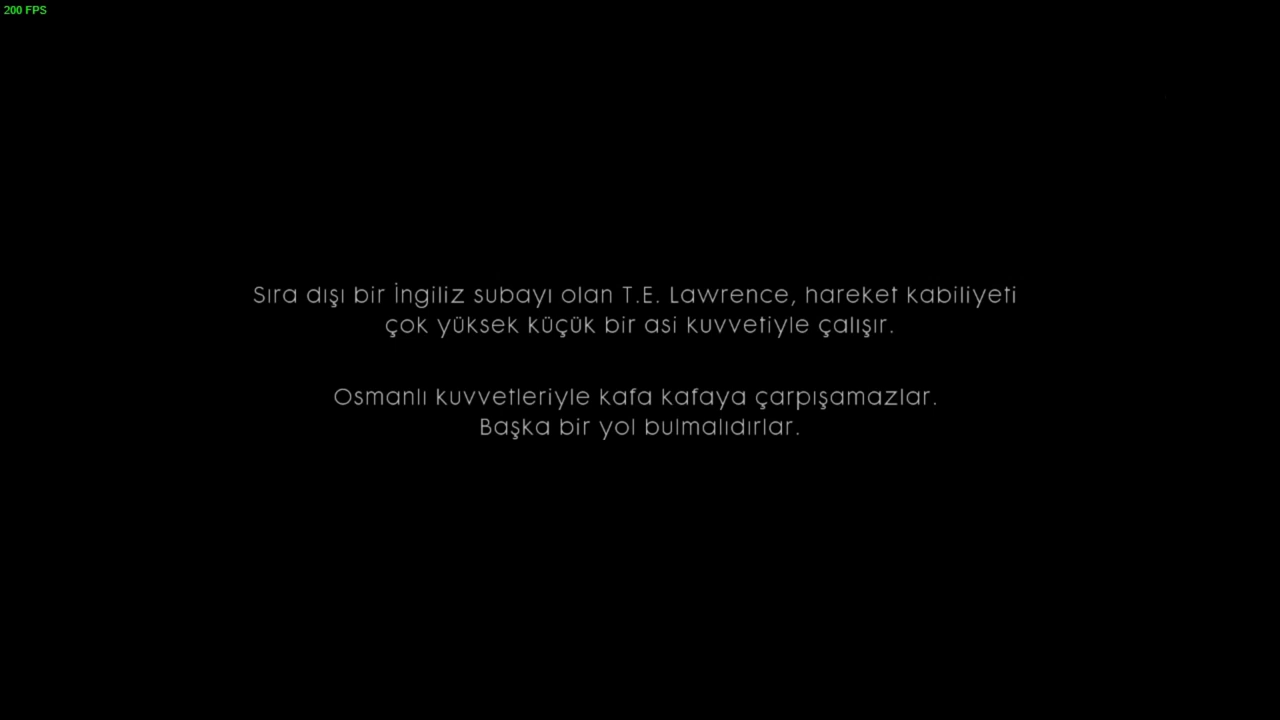 200 FPS
Sıra dışı bir İngiliz subayı olan T.E. Lawrence, hareket kabiliyeti
çok yüksek küçük bir asi kuvvetiyle çalışır.
Osmanlı kuvvetleriyle kafa kafaya çarpışamazlar.
Başka bir yol bulmalıdırlar.